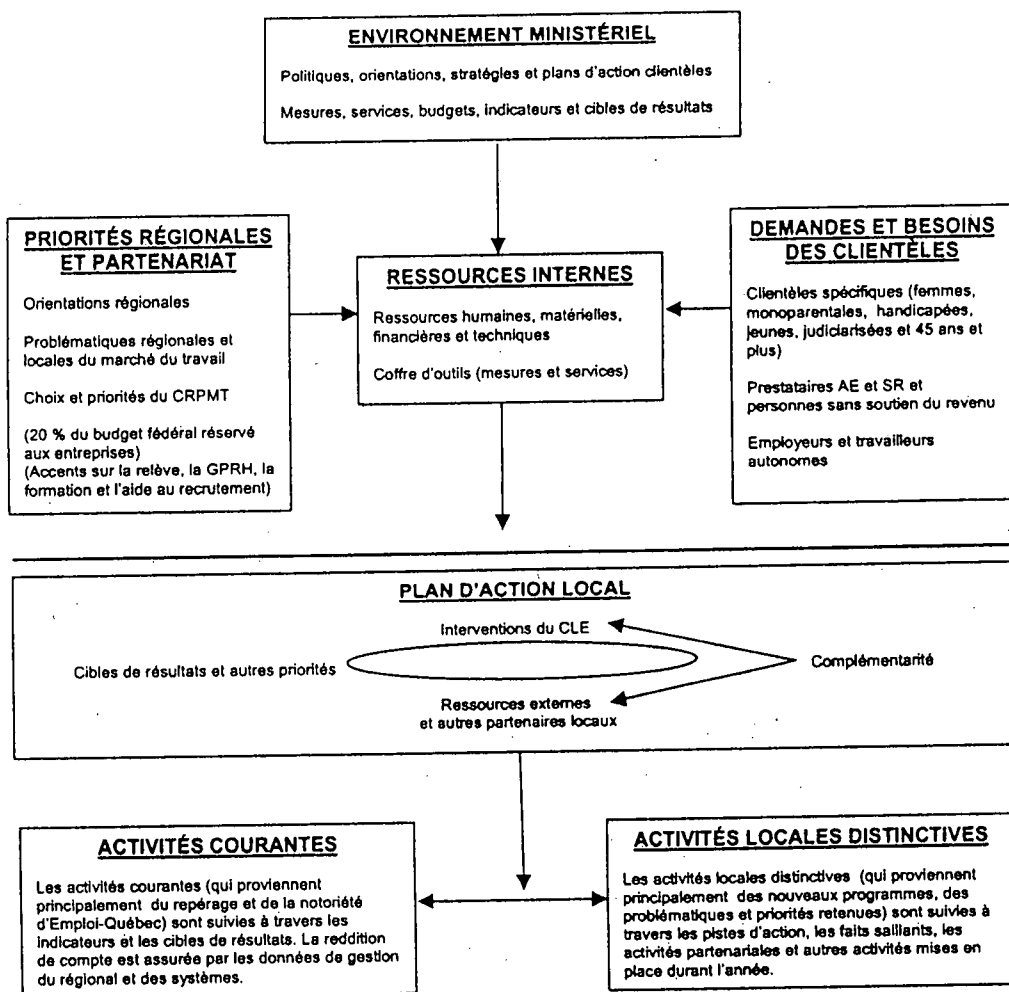 ENVIRONNEMENT MINISTÉRIEL
Politiques, orientations, stratégles et plans d'action clientèles
Mesures, services, budgets, indicateurs et cibles de résultats
PRIORITÉS RÉGIONALES
ET PARTENARIAT
Orientations régionales
Problématiques régionales et
locales du marché du travail
Choix et priorités du CRPMT
(20 % du budget fédéral réservé
aux entreprises)
(Accents sur la relève, la GPRH, la
formation et l'aide au recrutement)
RESSOURCES INTERNES
Ressources humaines, matérielles,
financières et techniques
Coffre d'outils (mesures et services)
DEMANDES ET BESOINS
DES CLIENTÈLES
Clientèles spécifiques (femmes,
monoparentales, handicapées,
jeunes, judiciarisées et 45 ans et
plus)
Prestataires AE et SR et
personnes sans soutien du revenu
Employeurs et travailleurs
autonomes
PLAN D'ACTION LOCAL
Interventions du CLE
Cibles de résultats et autres priorités
Complémentarité
Ressources externes
et autres partenaires locaux
ACTIVITÉS COURANTES
Les activités courantes (qui proviennent
principalement du repérage et de la notoriété
d'Emploi-Québec) sont suivies à travers les
indicateurs et les cibles de résultats. La reddition
de compte est assurée par les données de gestion
du régional et des systèmes.
ACTIVITÉS LOCALES DISTINCTIVES
Les activités locales distinctives (qui proviennent
principalement des nouveaux programmes, des
problématiques et priorités retenues) sont suivies à
travers les pistes d'action, les faits saillants, les
activités partenariales et autres activités mises en
place durant l'année.